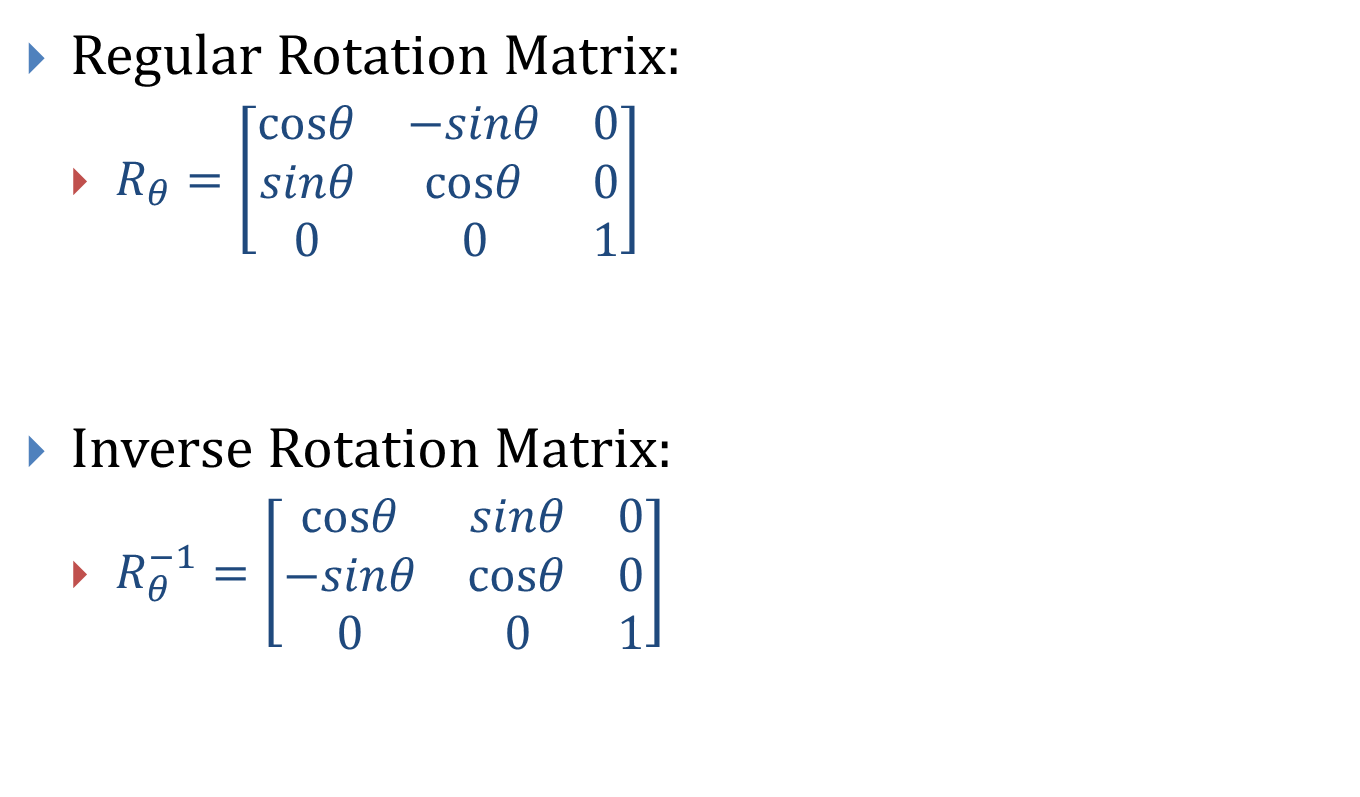 Regular Rotation Matrix:
cosθ −sinθ 0
R_θ = sinθ cosθ 0
0 0 1
Inverse Rotation Matrix:
cosθ sinθ 0
R_θ^−1 = −sinθ cosθ 0
0 0 1